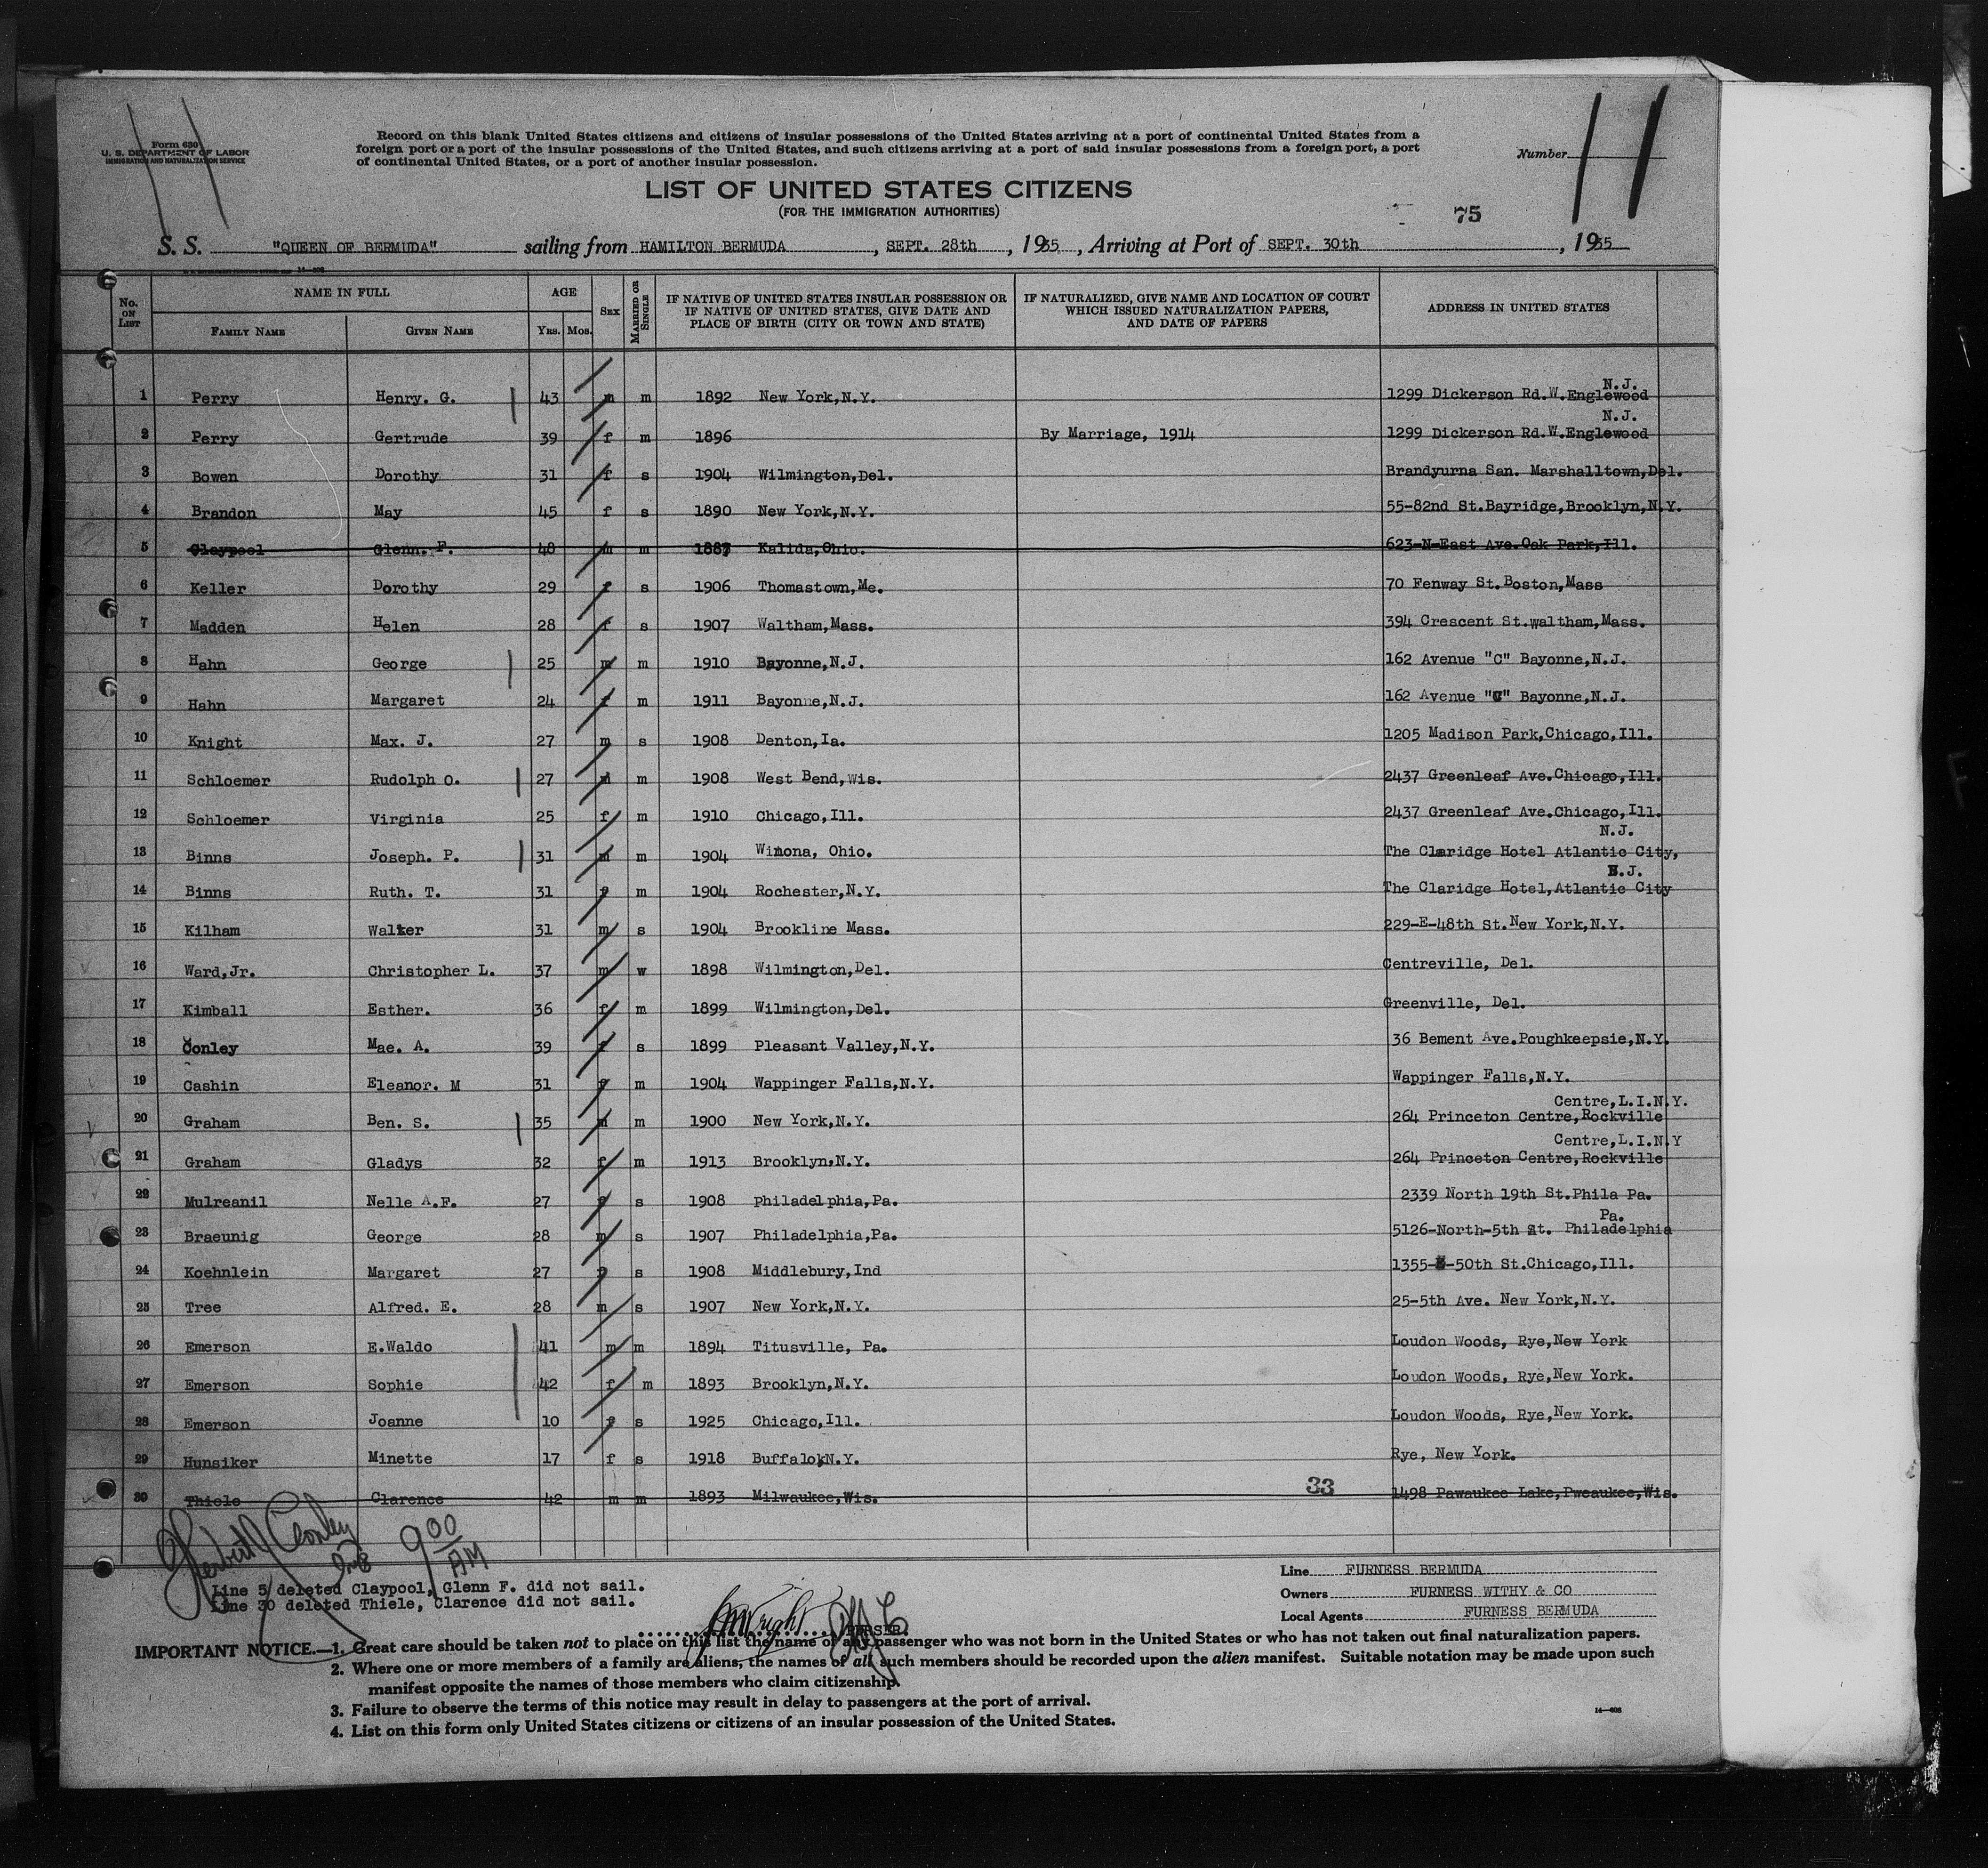 Form 630
U. S. DEPARTMENT OF LABOR
IMMIGRATION AND NATURALIZATION SERVICE
Record on this blank United States citizens and citizens of insular possessions of the United States arriving at a port of continental United States from a
foreign port or a port of the insular possessions of the United States, and such citizens arriving at a port of said insular possessions from a foreign port, a port
of continental United States, or a port of another insular possession.
Number
11
LIST OF UNITED STATES CITIZENS
(FOR THE IMMIGRATION AUTHORITIES)
75
S. S. "QUEEN OF BERMUDA" sailing from HAMILTON BERMUDA, SEPT. 28th, 1935, Arriving at Port of SEPT. 30th, 1935
No. ON LIST NAME IN FULL AGE SEX MARRIED OR SINGLE IF NATIVE OF UNITED STATES INSULAR POSSESSION OR IF NATIVE OF UNITED STATES, GIVE DATE AND PLACE OF BIRTH (CITY OR TOWN AND STATE) IF NATURALIZED, GIVE NAME AND LOCATION OF COURT WHICH ISSUED NATURALIZATION PAPERS, AND DATE OF PAPERS ADDRESS IN UNITED STATES
FAMILY NAME GIVEN NAME YRS. MOS.
1 Perry Henry. G. 43 m m 1892 New York,N.Y. 1299 Dickerson Rd.W.Englewood N.J.
2 Perry Gertrude 39 f m 1896 By Marriage, 1914 1299 Dickerson Rd.W.Englewood N.J.
3 Bowen Dorothy 31 f s 1904 Wilmington,Del. Brandyurna San. Marshalltown,Del.
4 Brandon May 45 f s 1890 New York,N.Y. 55-82nd St.Bayridge,Brooklyn,N.Y.
5 Claypool Glenn. F. 48 m m 1887 Kalida,Ohio. 623-N-East Ave.Oak Park,Ill.
6 Keller Dorothy 29 f s 1906 Thomastown,Me. 70 Fenway St.Boston,Mass
7 Madden Helen 28 f s 1907 Waltham,Mass. 394 Crescent St.waltham,Mass.
8 Hahn George 25 m m 1910 Bayonne,N.J. 162 Avenue "C" Bayonne,N.J.
9 Hahn Margaret 24 f m 1911 Bayonne,N.J. 162 Avenue "C" Bayonne,N.J.
10 Knight Max. J. 27 m s 1908 Denton,Ia. 1205 Madison Park,Chicago,Ill.
11 Schloemer Rudolph O. 27 m m 1908 West Bend,Wis. 2437 Greenleaf Ave.Chicago,Ill.
12 Schloemer Virginia 25 f m 1910 Chicago,Ill. 2437 Greenleaf Ave.Chicago,Ill.
13 Binns Joseph. P. 31 m m 1904 Winona, Ohio. The Claridge Hotel Atlantic City, N.J.
14 Binns Ruth. T. 31 f m 1904 Rochester,N.Y. The Claridge Hotel,Atlantic City N.J.
15 Kilham Walker 31 m s 1904 Brookline Mass. 229-E-48th St.New York,N.Y.
16 Ward,Jr. Christopher L. 37 m w 1898 Wilmington,Del. Centreville, Del.
17 Kimball Esther. 36 f m 1899 Wilmington,Del. Greenville, Del.
18 Conley Mae. A. 39 f s 1899 Pleasant Valley,N.Y. 36 Bement Ave.Poughkeepsie,N.Y.
19 Cashin Eleanor. M 31 f m 1904 Wappinger Falls,N.Y. Wappinger Falls,N.Y.
20 Graham Ben. S. 35 m m 1900 New York,N.Y. 264 Princeton Centre,Rockville Centre,L.I.N.Y.
21 Graham Gladys 32 f m 1913 Brooklyn,N.Y. 264 Princeton Centre,Rockville Centre,L.I.N.Y
22 Mulreanil Nelle A.F. 27 f s 1908 Philadelphia,Pa. 2339 North 19th St.Phila Pa.
23 Braeunig George 28 m s 1907 Philadelphia,Pa. 5126-North-5th St. Philadelphia Pa.
24 Koehnlein Margaret 27 f s 1908 Middlebury,Ind 1355-E-50th St.Chicago,Ill.
25 Tree Alfred. E. 28 m s 1907 New York,N.Y. 25-5th Ave. New York,N.Y.
26 Emerson E.Waldo 41 m m 1894 Titusville, Pa. Loudon Woods, Rye,New York
27 Emerson Sophie 42 f m 1893 Brooklyn,N.Y. Loudon Woods, Rye,New York.
28 Emerson Joanne 10 f s 1925 Chicago,Ill. Loudon Woods, Rye,New York.
29 Hunsiker Minette 17 f s 1918 Buffalo,N.Y. Rye, New York.
30 Thiele Clarence 42 m m 1893 Milwaukee,Wis. 33 1498 Pawaukee Lake,Pweaukee,Wis.
Herbert J Conley
Ins
9 00 AM
Line 5 deleted Claypool, Glenn F. did not sail.
Line 30 deleted Thiele, Clarence did not sail.
Wright
PURSER.
Line FURNESS BERMUDA
Owners FURNESS WITHY & CO
Local Agents FURNESS BERMUDA
IMPORTANT NOTICE.—1. Great care should be taken not to place on this list the name of any passenger who was not born in the United States or who has not taken out final naturalization papers.
2. Where one or more members of a family are aliens, the names of all such members should be recorded upon the alien manifest. Suitable notation may be made upon such
manifest opposite the names of those members who claim citizenship.
3. Failure to observe the terms of this notice may result in delay to passengers at the port of arrival.
4. List on this form only United States citizens or citizens of an insular possession of the United States.